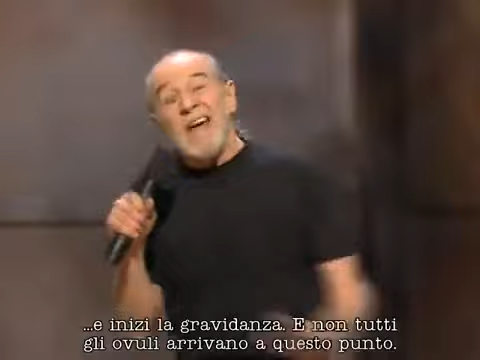 ...e inizi la gravidanza. E non tutti
gli ovuli arrivano a questo punto.